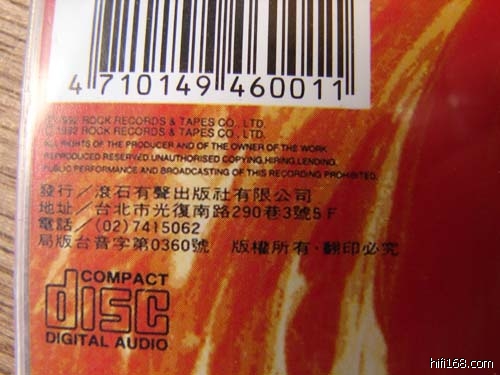 4 710149 460011
Ⓟ 1992 ROCK RECORDS & TAPES CO., LTD.
© 1992 ROCK RECORDS & TAPES CO., LTD.
ALL RIGHTS OF THE PRODUCER AND OF THE OWNER OF THE WORK
REPRODUCED RESERVED. UNAUTHORISED COPYING, HIRING, LENDING,
PUBLIC PERFORMANCE AND BROADCASTING OF THIS RECORDING PROHIBITED.
發行／滾石有聲出版社有限公司
地址／台北市光復南路290巷3號5F
電話／(02)7415062
局版台音字第0360號 版權所有·翻印必究
COMPACT
disc
DIGITAL AUDIO
hifi168.com